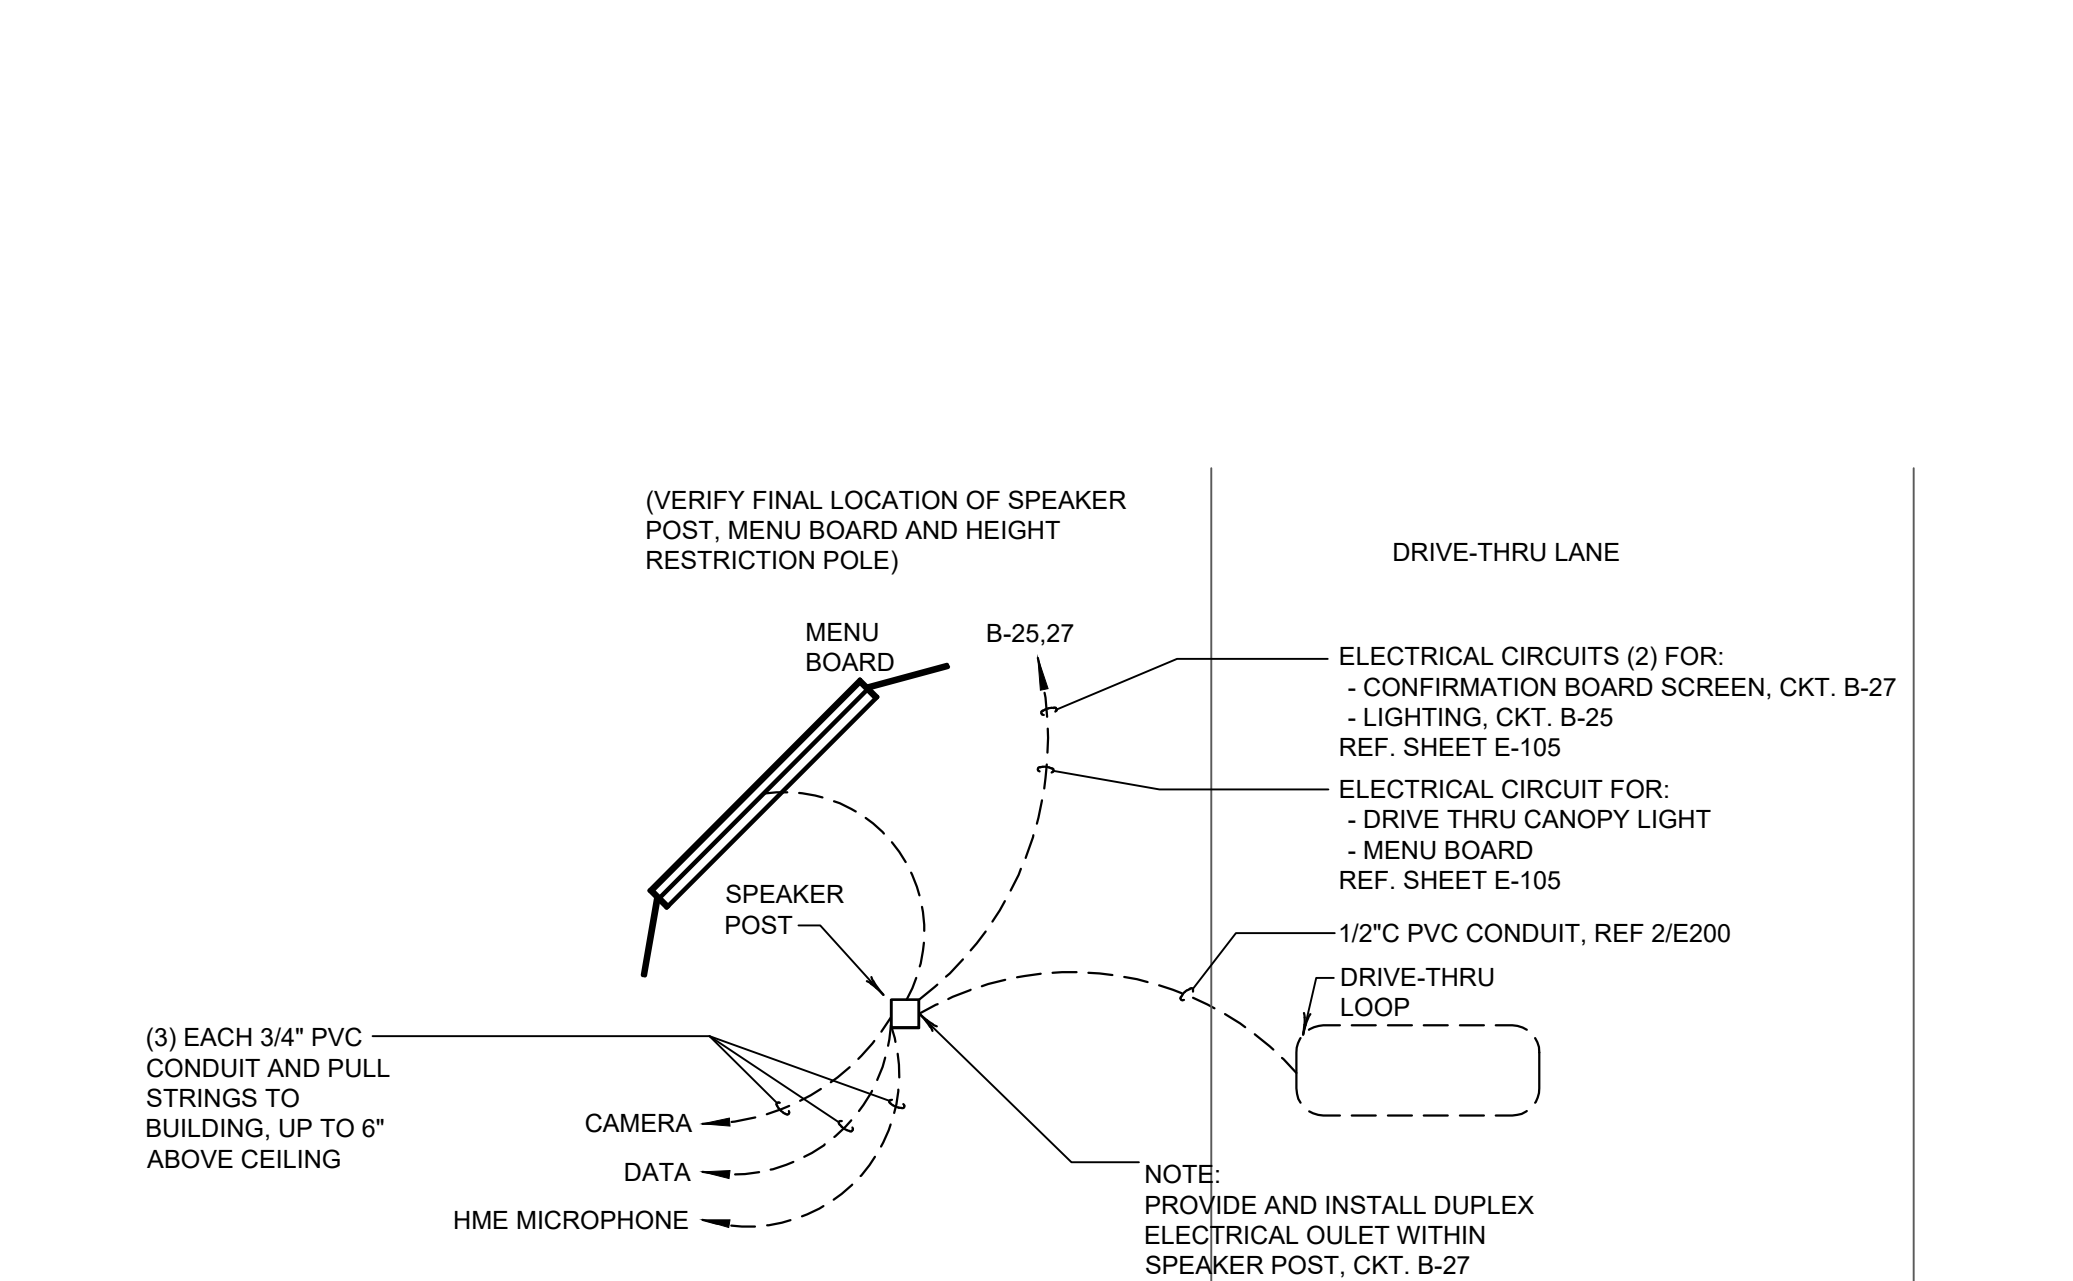 (VERIFY FINAL LOCATION OF SPEAKER
POST, MENU BOARD AND HEIGHT
RESTRICTION POLE)
DRIVE-THRU LANE
MENU
BOARD
B-25,27
ELECTRICAL CIRCUITS (2) FOR:
- CONFIRMATION BOARD SCREEN, CKT. B-27
- LIGHTING, CKT. B-25
REF. SHEET E-105
ELECTRICAL CIRCUIT FOR:
- DRIVE THRU CANOPY LIGHT
- MENU BOARD
REF. SHEET E-105
SPEAKER
POST
1/2"C PVC CONDUIT, REF 2/E200
DRIVE-THRU
LOOP
(3) EACH 3/4" PVC
CONDUIT AND PULL
STRINGS TO
BUILDING, UP TO 6"
ABOVE CEILING
CAMERA
DATA
HME MICROPHONE
NOTE:
PROVIDE AND INSTALL DUPLEX
ELECTRICAL OULET WITHIN
SPEAKER POST, CKT. B-27